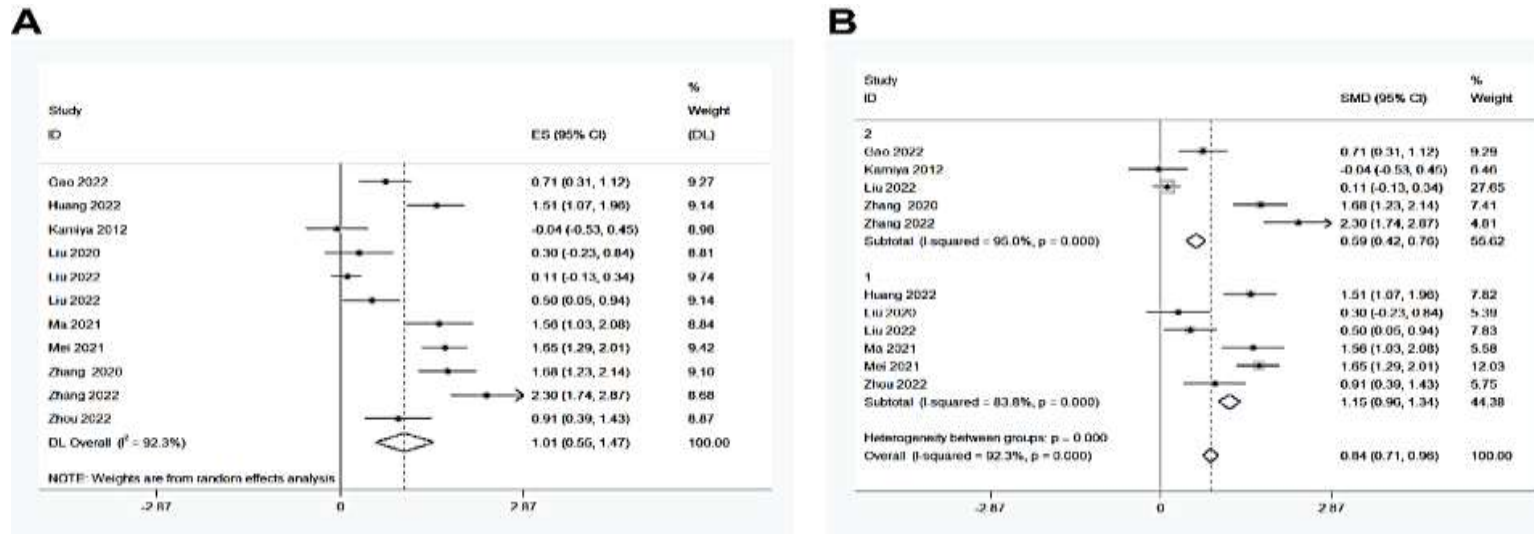 A
Study
ID
ES (95% CI)
%
Weight
(DL)
Gao 2022 0.71 (0.31, 1.12) 9.27
Huang 2022 1.51 (1.07, 1.96) 9.14
Kamiya 2012 -0.04 (-0.53, 0.45) 8.98
Liu 2020 0.30 (-0.23, 0.84) 8.81
Liu 2022 0.11 (-0.13, 0.34) 9.74
Liu 2022 0.50 (0.05, 0.94) 9.14
Ma 2021 1.56 (1.03, 2.08) 8.84
Mei 2021 1.65 (1.29, 2.01) 9.42
Zhang 2020 1.68 (1.23, 2.14) 9.10
Zhang 2022 2.30 (1.74, 2.87) 8.68
Zhou 2022 0.91 (0.39, 1.43) 8.87
DL Overall (I² = 92.3%) 1.01 (0.56, 1.47) 100.00
NOTE: Weights are from random effects analysis
-2.87 0 2.87
B
Study
ID
SMD (95% CI)
%
Weight
2
Gao 2022 0.71 (0.31, 1.12) 9.29
Kamiya 2012 -0.04 (-0.53, 0.45) 6.46
Liu 2022 0.11 (-0.13, 0.34) 27.65
Zhang 2020 1.68 (1.23, 2.14) 7.41
Zhang 2022 2.30 (1.74, 2.87) 4.81
Subtotal (I-squared = 95.0%, p = 0.000) 0.59 (0.42, 0.76) 55.62
1
Huang 2022 1.51 (1.07, 1.96) 7.82
Liu 2020 0.30 (-0.23, 0.84) 5.39
Liu 2022 0.50 (0.05, 0.94) 7.83
Ma 2021 1.56 (1.03, 2.08) 5.58
Mei 2021 1.65 (1.29, 2.01) 12.03
Zhou 2022 0.91 (0.39, 1.43) 5.75
Subtotal (I-squared = 83.8%, p = 0.000) 1.15 (0.96, 1.34) 44.38
Heterogeneity between groups: p = 0.000
Overall (I-squared = 92.3%, p = 0.000) 0.84 (0.71, 0.96) 100.00
-2.87 0 2.87